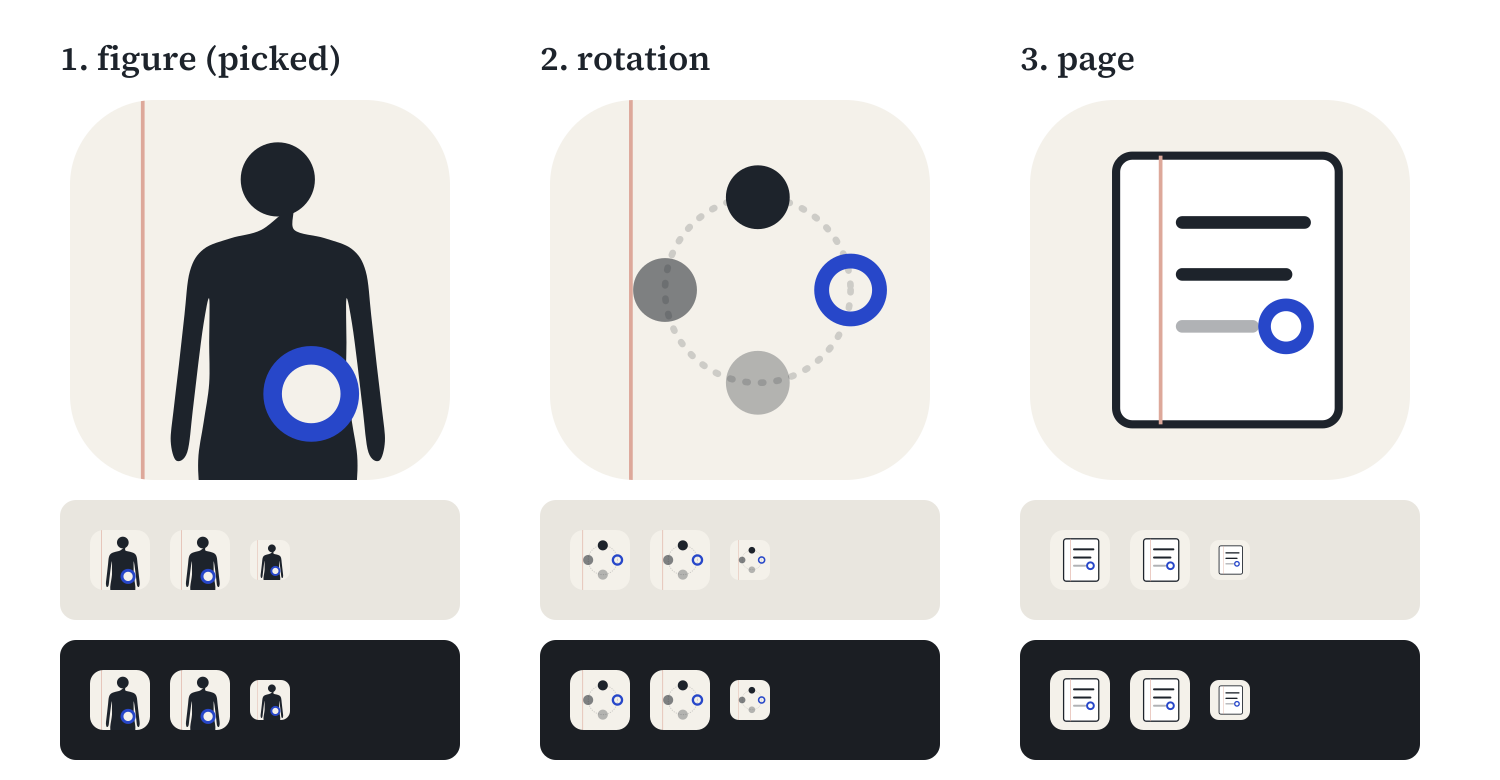 1. figure (picked)
2. rotation
3. page